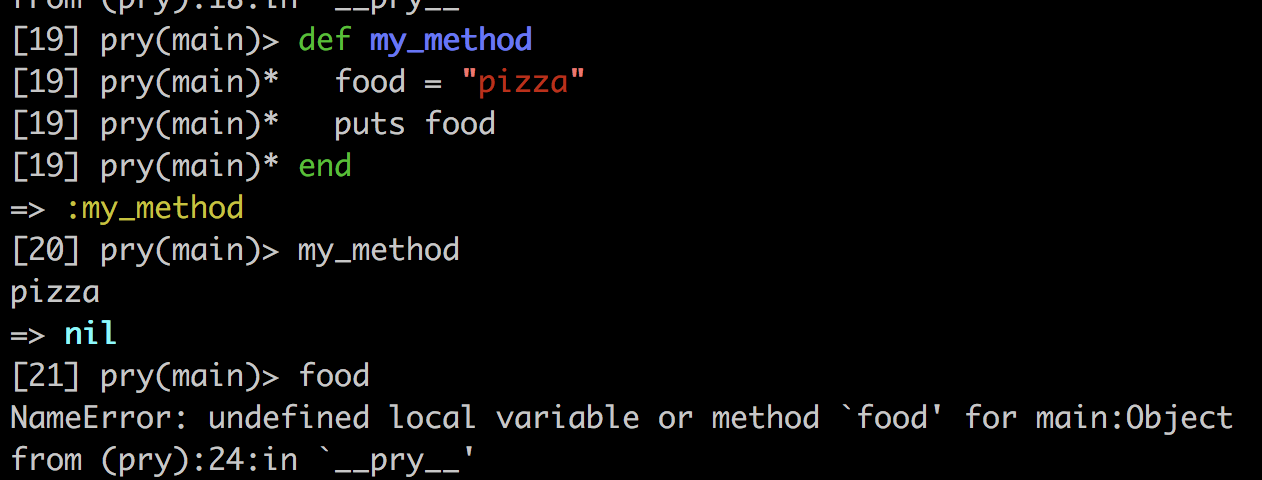 from (pry):18:in `__pry__
[19] pry(main)> def my_method
[19] pry(main)*   food = "pizza"
[19] pry(main)*   puts food
[19] pry(main)* end
=> :my_method
[20] pry(main)> my_method
pizza
=> nil
[21] pry(main)> food
NameError: undefined local variable or method `food' for main:Object
from (pry):24:in `__pry__'